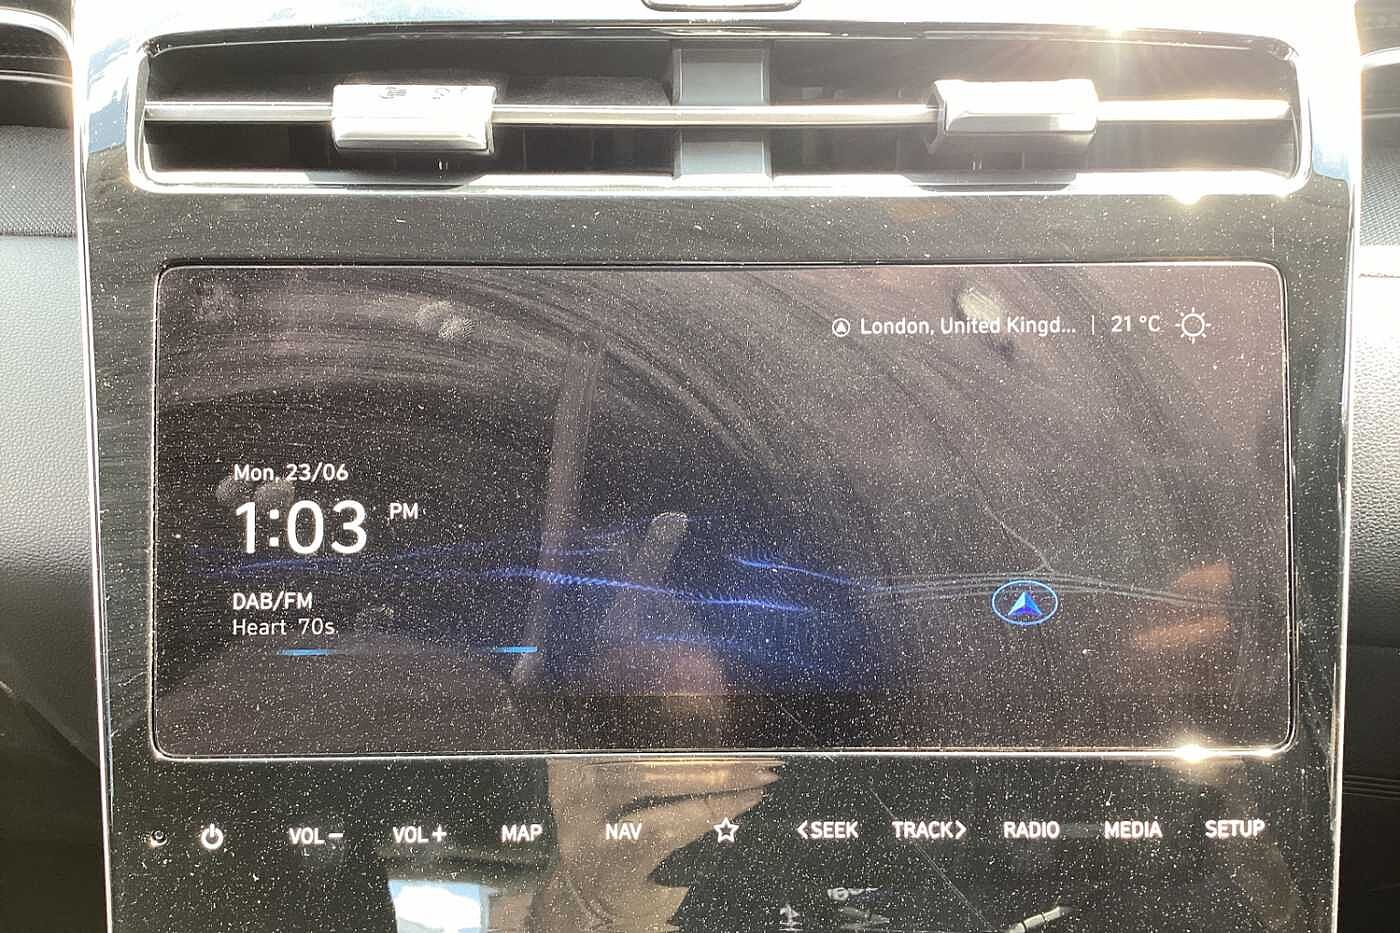 London, United Kingd... | 21 °C
Mon, 23/06
1:03 PM
DAB/FM
Heart 70s
VOL− VOL+ MAP NAV <SEEK TRACK> RADIO MEDIA SETUP